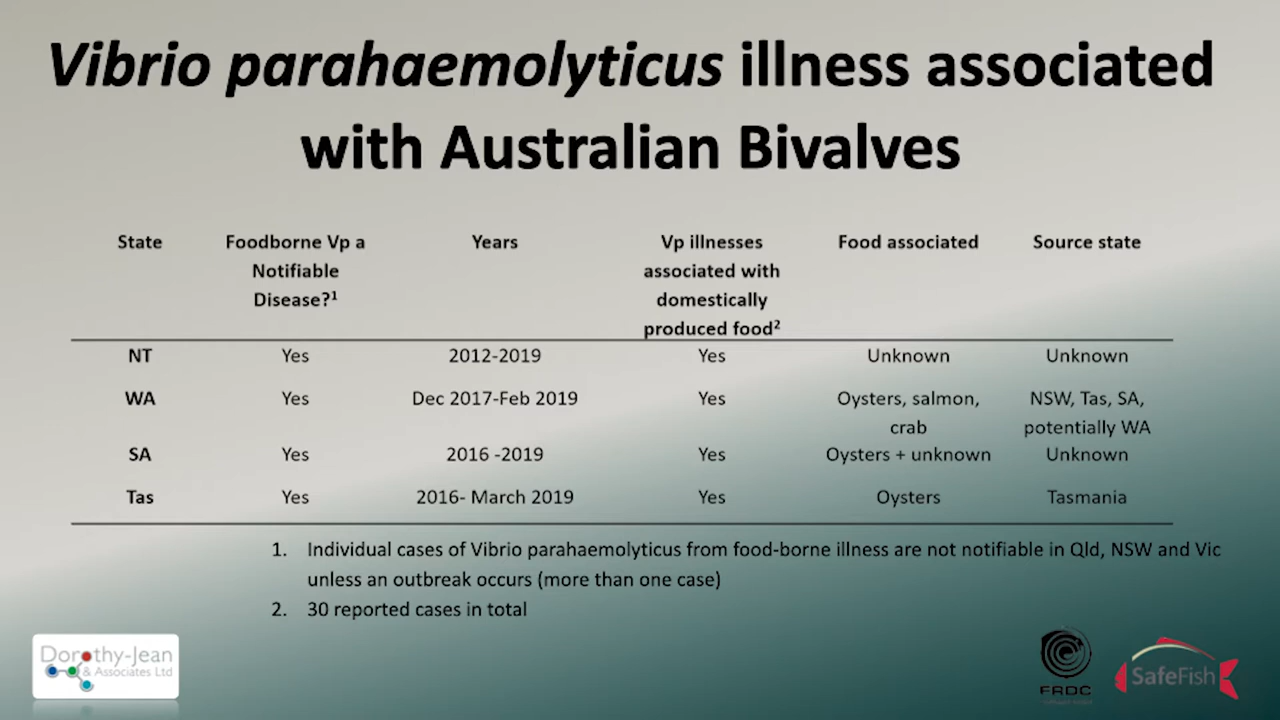 Vibrio parahaemolyticus illness associated
with Australian Bivalves
State Foodborne Vp a Notifiable Disease?¹ Years Vp illnesses associated with domestically produced food² Food associated Source state
NT Yes 2012-2019 Yes Unknown Unknown
WA Yes Dec 2017-Feb 2019 Yes Oysters, salmon, crab NSW, Tas, SA, potentially WA
SA Yes 2016 -2019 Yes Oysters + unknown Unknown
Tas Yes 2016- March 2019 Yes Oysters Tasmania
1. Individual cases of Vibrio parahaemolyticus from food-borne illness are not notifiable in Qld, NSW and Vic
unless an outbreak occurs (more than one case)
2. 30 reported cases in total
Dorothy-Jean
& Associates Ltd
FRDC
SafeFish